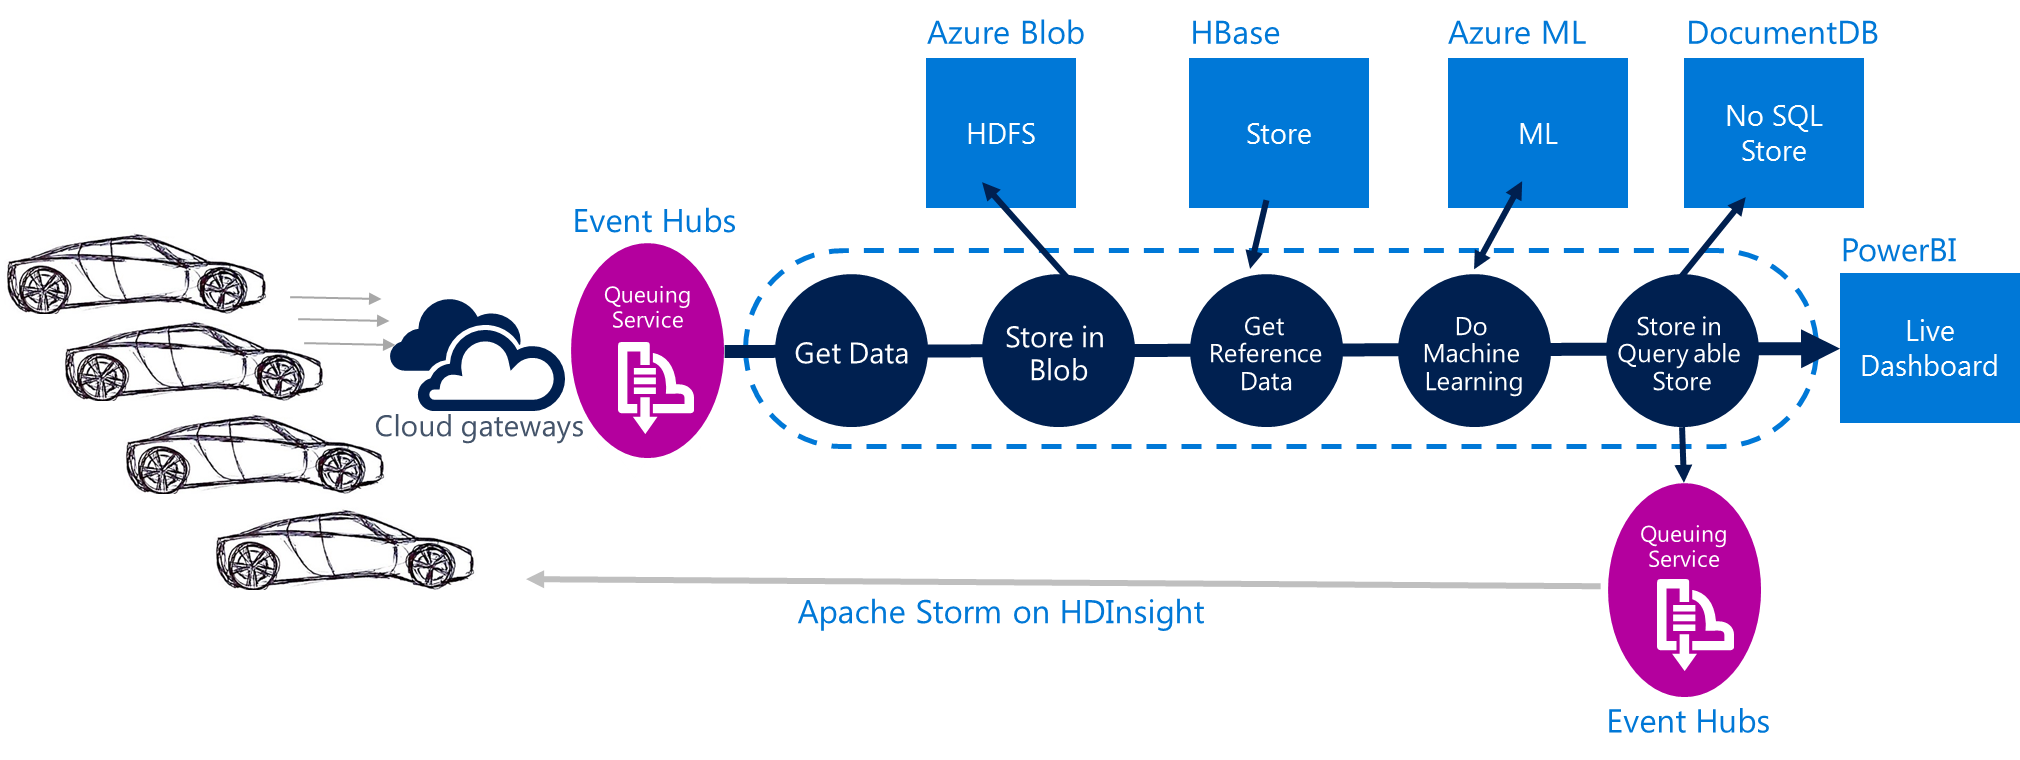 Azure Blob
HBase
Azure ML
DocumentDB
HDFS
Store
ML
No SQL
Store
Event Hubs
PowerBI
Queuing
Service
Cloud gateways
Get Data
Store in
Blob
Get
Reference
Data
Do
Machine
Learning
Store in
Query able
Store
Live
Dashboard
Queuing
Service
Apache Storm on HDInsight
Event Hubs